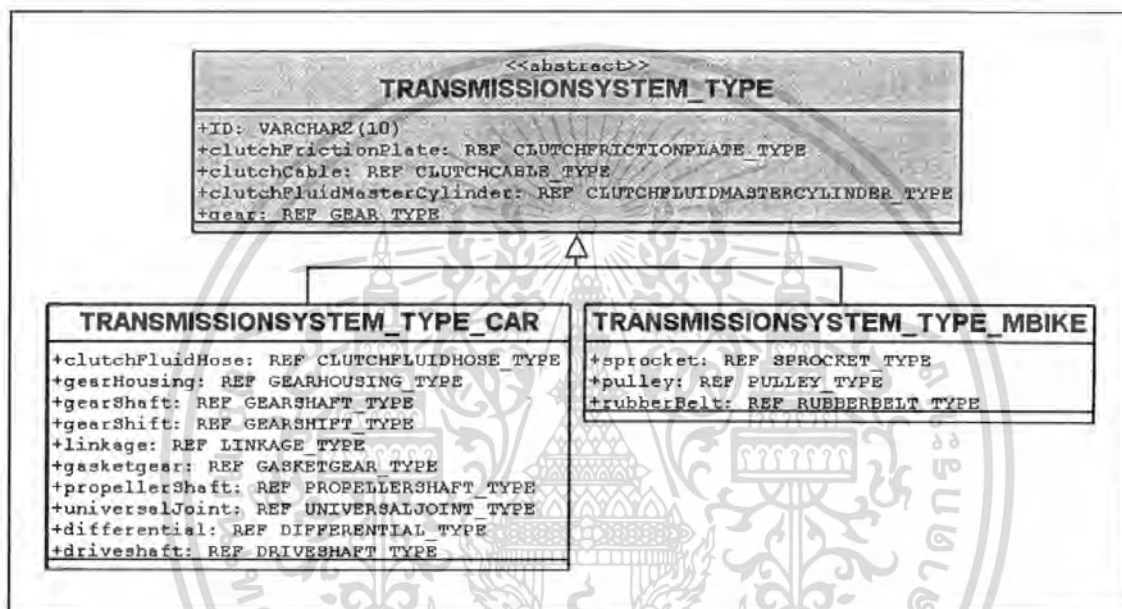 <<abstract>>
TRANSMISSIONSYSTEM_TYPE
+ID: VARCHAR2(10)
+clutchFrictionPlate: REF CLUTCHFRICTIONPLATE_TYPE
+clutchCable: REF CLUTCHCABLE_TYPE
+clutchFluidMasterCylinder: REF CLUTCHFLUIDMASTERCYLINDER_TYPE
+gear: REF GEAR_TYPE
TRANSMISSIONSYSTEM_TYPE_CAR
+clutchFluidHose: REF CLUTCHFLUIDHOSE_TYPE
+gearHousing: REF GEARHOUSING_TYPE
+gearShaft: REF GEARSHAFT_TYPE
+gearShift: REF GEARSHIFT_TYPE
+linkage: REF LINKAGE_TYPE
+gasketgear: REF GASKETGEAR_TYPE
+propellerShaft: REF PROPELLERSHAFT_TYPE
+universalJoint: REF UNIVERSALJOINT_TYPE
+differential: REF DIFFERENTIAL_TYPE
+driveshaft: REF DRIVESHAFT_TYPE
TRANSMISSIONSYSTEM_TYPE_MBIKE
+sprocket: REF SPROCKET_TYPE
+pulley: REF PULLEY_TYPE
+rubberBelt: REF RUBBERBELT_TYPE